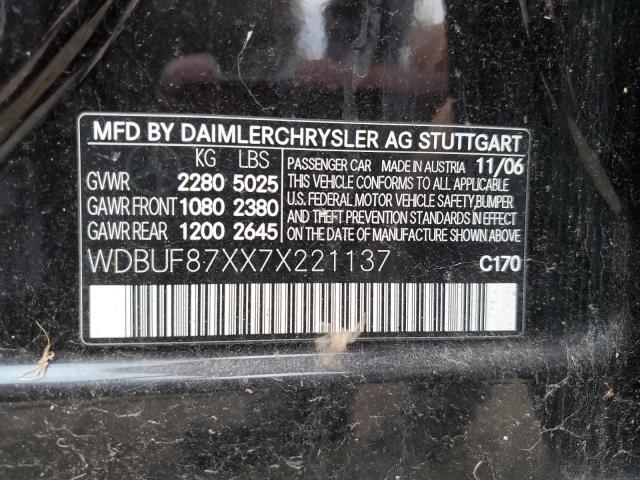 MFD BY DAIMLERCHRYSLER AG STUTTGART
KG LBS
GVWR 2280 5025
GAWR FRONT 1080 2380
GAWR REAR 1200 2645
PASSENGER CAR MADE IN AUSTRIA 11/06
THIS VEHICLE CONFORMS TO ALL APPLICABLE
U.S. FEDERAL MOTOR VEHICLE SAFETY,BUMPER
AND THEFT PREVENTION STANDARDS IN EFFECT
ON THE DATE OF MANUFACTURE SHOWN ABOVE.
WDBUF87XX7X221137 C170